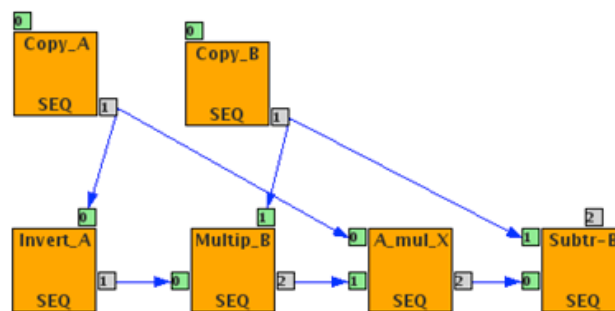 0
Copy_A
SEQ
1
0
Copy_B
SEQ
1
0
Invert_A
SEQ
1
1
Multip_B
0
SEQ
2
0
A_mul_X
1
SEQ
2
2
1
Subtr-B
0
SEQ